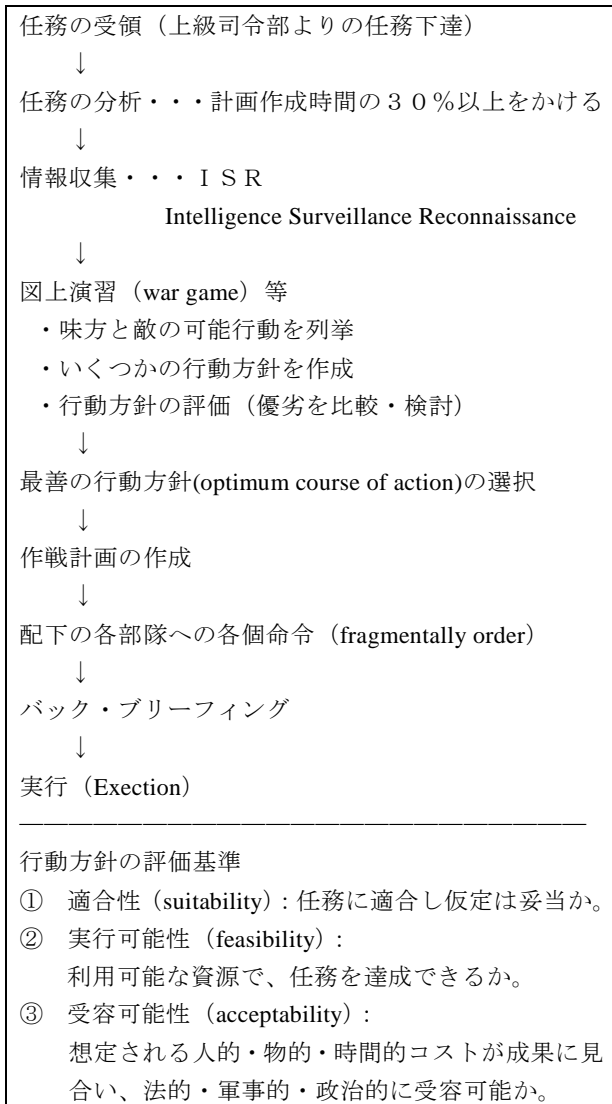 任務の受領（上級司令部よりの任務下達）
↓
任務の分析・・・計画作成時間の３０％以上をかける
↓
情報収集・・・ＩＳＲ
Intelligence Surveillance Reconnaissance
↓
図上演習（war game）等
・味方と敵の可能行動を列挙
・いくつかの行動方針を作成
・行動方針の評価（優劣を比較・検討）
↓
最善の行動方針(optimum course of action)の選択
↓
作戦計画の作成
↓
配下の各部隊への各個命令（fragmentally order）
↓
バック・ブリーフィング
↓
実行（Exection）
―――――――――――――――――――――――
行動方針の評価基準
① 適合性（suitability）：任務に適合し仮定は妥当か。
② 実行可能性（feasibility）：
利用可能な資源で、任務を達成できるか。
③ 受容可能性（acceptability）：
想定される人的・物的・時間的コストが成果に見
合い、法的・軍事的・政治的に受容可能か。